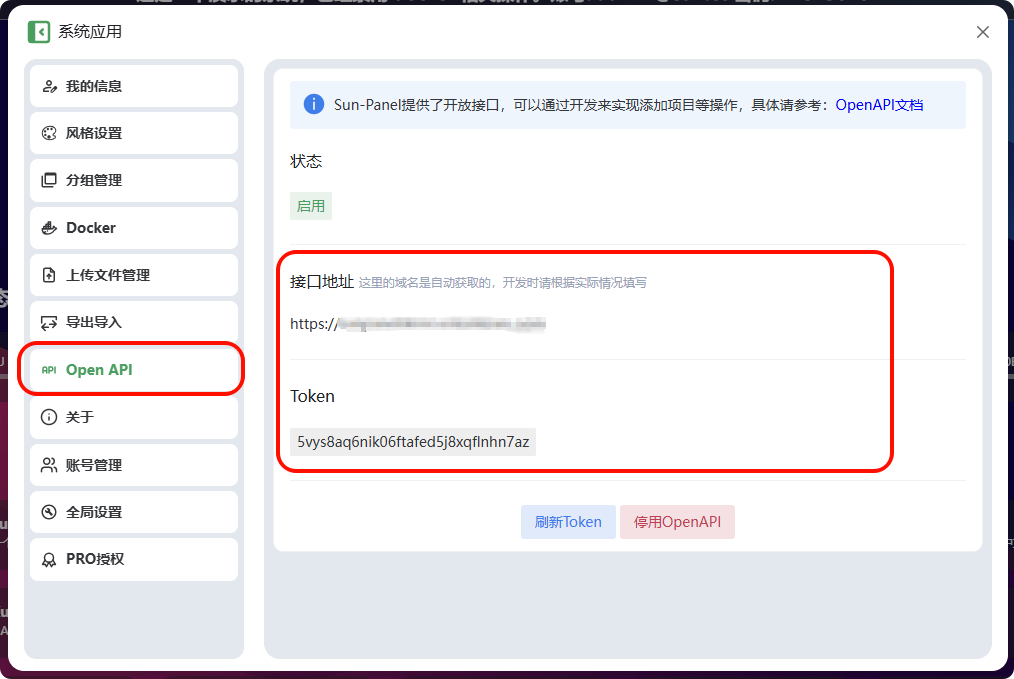 系统应用
我的信息
风格设置
分组管理
Docker
上传文件管理
导出导入
API Open API
关于
账号管理
全局设置
PRO授权
Sun-Panel提供了开放接口，可以通过开发来实现添加项目等操作，具体请参考：OpenAPI文档
状态
启用
接口地址 这里的域名是自动获取的，开发时请根据实际情况填写
https://
Token
5vys8aq6nik06ftafed5j8xqflnhn7az
刷新Token 停用OpenAPI